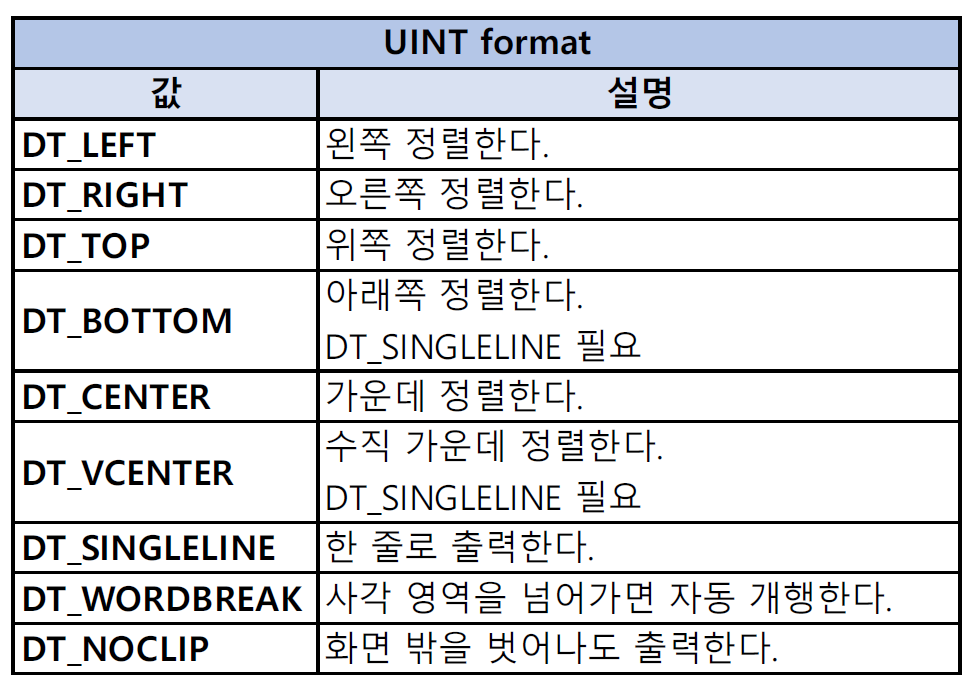 UINT format
값 설명
DT_LEFT 왼쪽 정렬한다.
DT_RIGHT 오른쪽 정렬한다.
DT_TOP 위쪽 정렬한다.
DT_BOTTOM 아래쪽 정렬한다.
DT_SINGLELINE 필요
DT_CENTER 가운데 정렬한다.
DT_VCENTER 수직 가운데 정렬한다.
DT_SINGLELINE 필요
DT_SINGLELINE 한 줄로 출력한다.
DT_WORDBREAK 사각 영역을 넘어가면 자동 개행한다.
DT_NOCLIP 화면 밖을 벗어나도 출력한다.